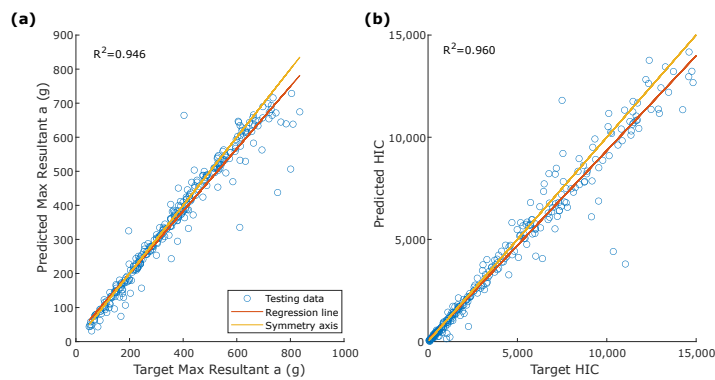 (a)
R²=0.946
900
800
700
600
500
400
300
200
100
0
0 200 400 600 800 1000
Predicted Max Resultant a (g)
Target Max Resultant a (g)
Testing data
Regression line
Symmetry axis
(b)
R²=0.960
15,000
10,000
5,000
0
0 5,000 10,000 15,000
Predicted HIC
Target HIC